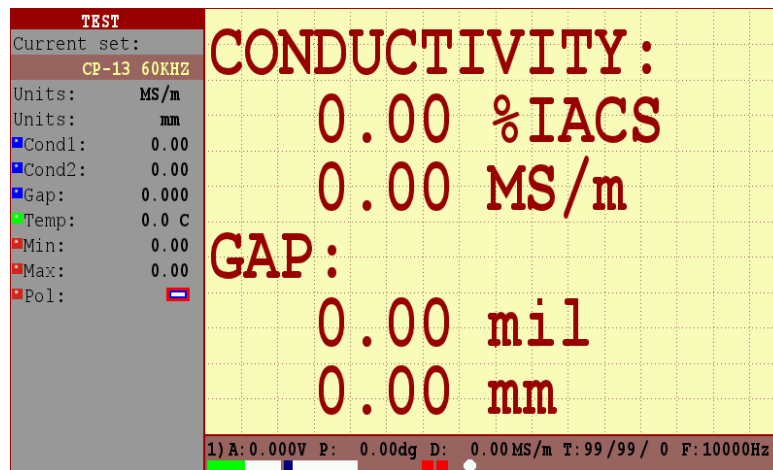 TEST
Current set:
CP-13 60KHZ
Units: MS/m
Units: mm
Cond1: 0.00
Cond2: 0.00
Gap: 0.000
Temp: 0.0 C
Min: 0.00
Max: 0.00
Pol:
CONDUCTIVITY:
0.00 %IACS
0.00 MS/m
GAP:
0.00 mil
0.00 mm
1)A:0.000V P: 0.00dg D: 0.00MS/m T:99/99/ 0 F:10000Hz